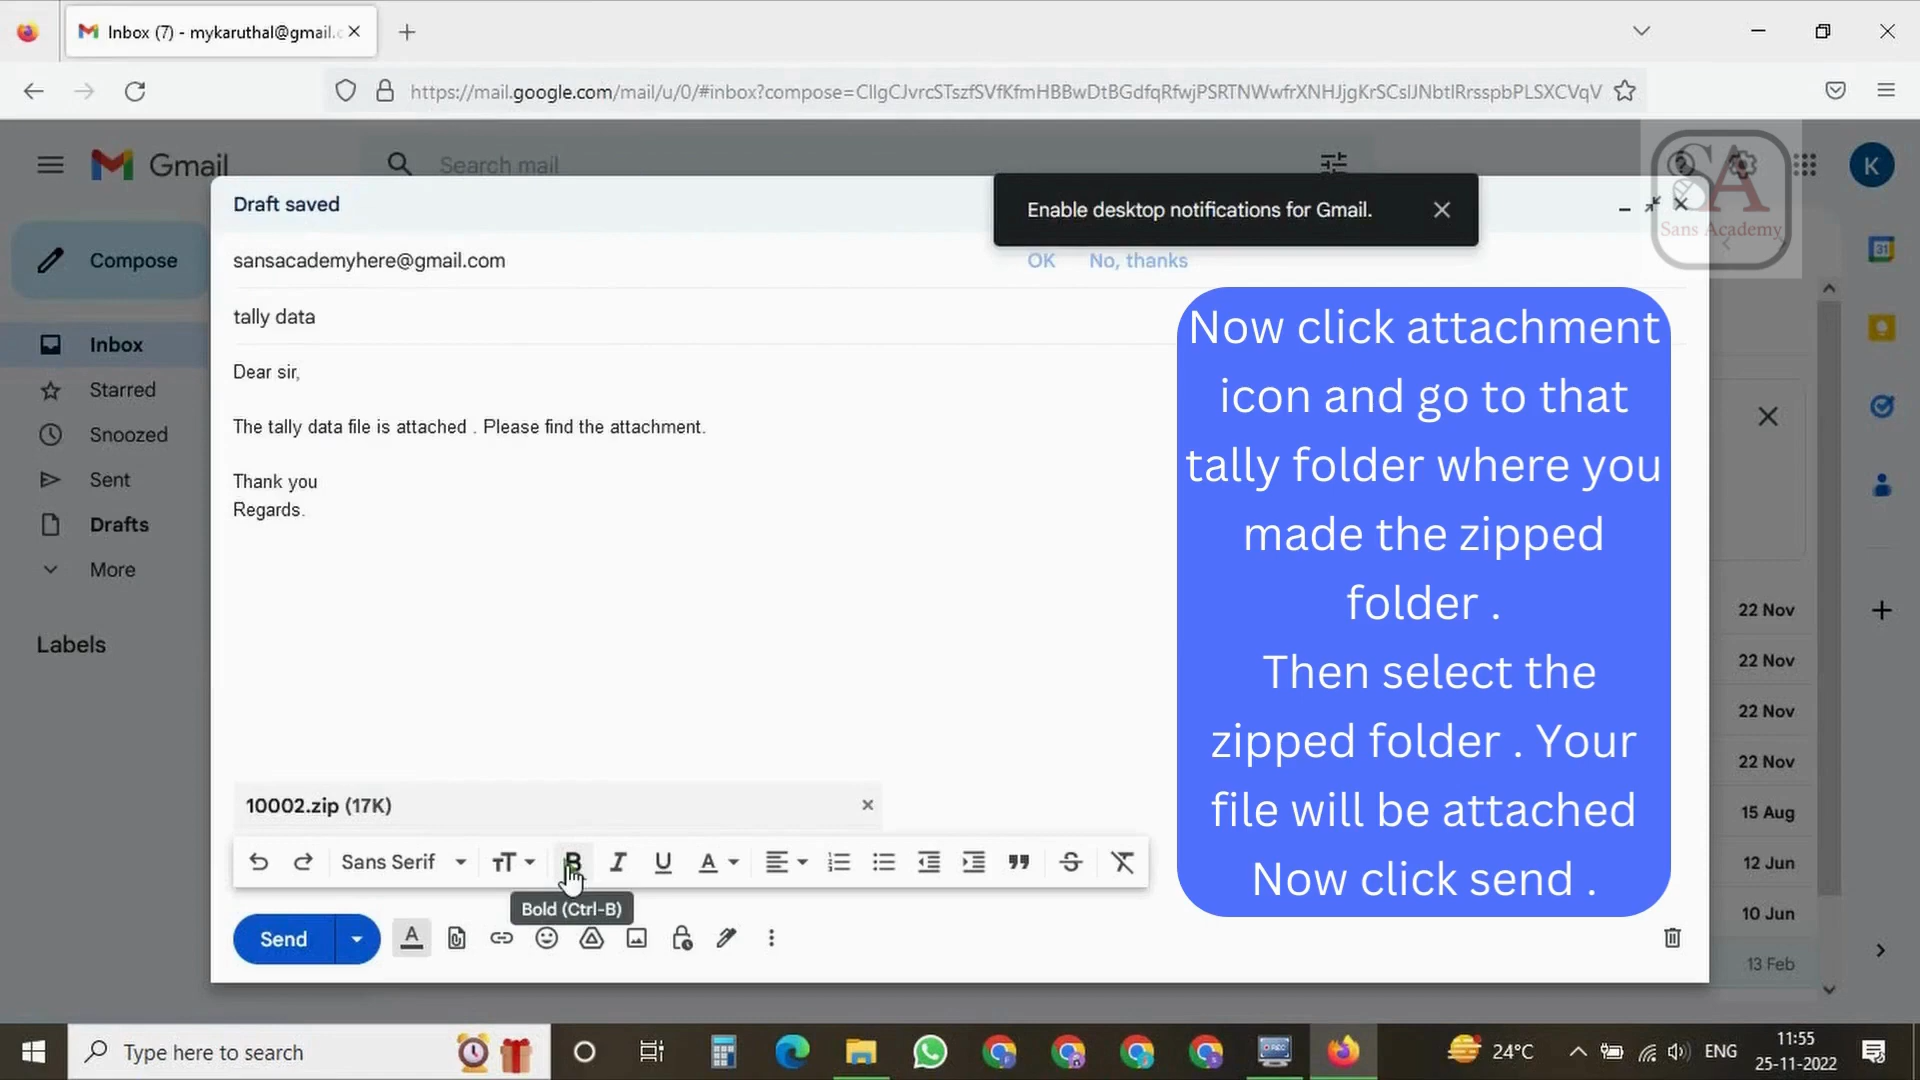 Inbox (7) - mykaruthal@gmail.c
https://mail.google.com/mail/u/0/#inbox?compose=CllgCJvrcSTszfSVfKfmHBBwDtBGdfqRfwjPSRTNWwfrXNHJjgKrSCslJNbtlRrsspbPLSXCVqV
Gmail
Search mail
K
SA
Sans Academy
Compose
Inbox
Starred
Snoozed
Sent
Drafts
More
Labels
Draft saved
Enable desktop notifications for Gmail.
OK No, thanks
sansacademyhere@gmail.com
tally data
Dear sir,
The tally data file is attached . Please find the attachment.
Thank you
Regards.
10002.zip (17K)
Sans Serif
Bold (Ctrl-B)
Send
Now click attachment
icon and go to that
tally folder where you
made the zipped
folder .
Then select the
zipped folder . Your
file will be attached
Now click send .
31
22 Nov
22 Nov
22 Nov
22 Nov
15 Aug
12 Jun
10 Jun
13 Feb
Type here to search
REC
24°C
ENG
11:55
25-11-2022